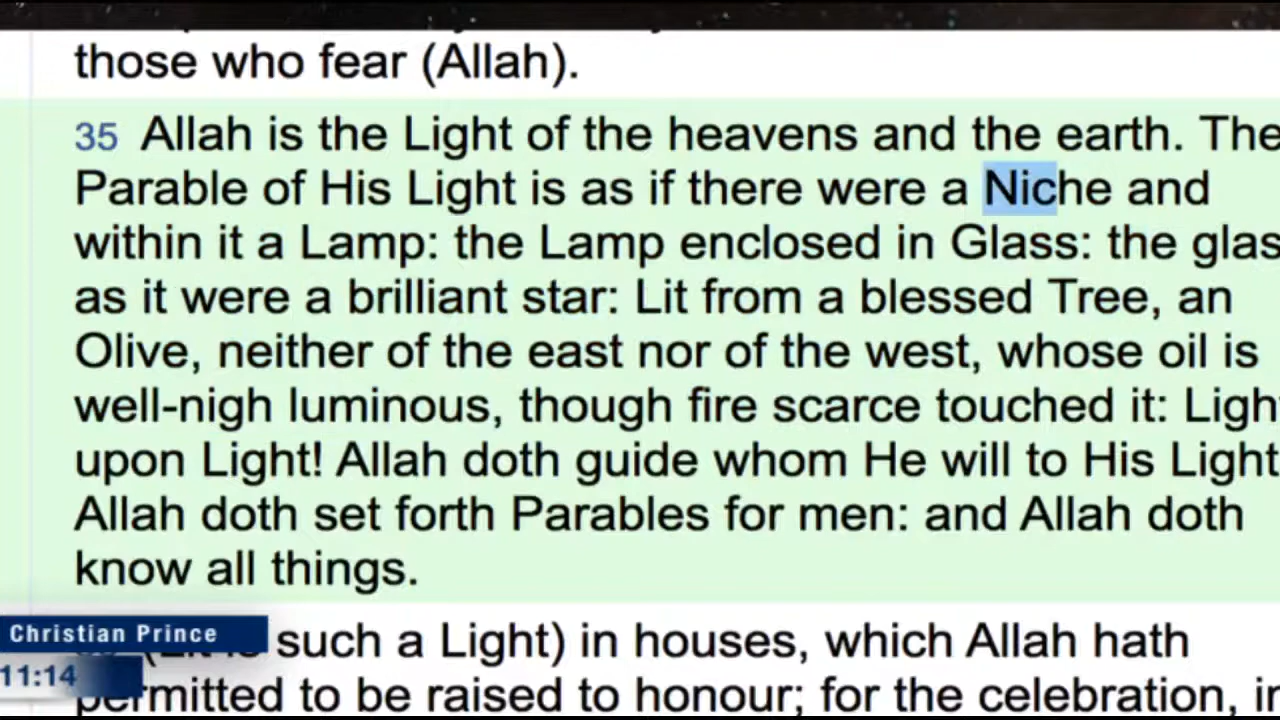 those who fear (Allah).
35 Allah is the Light of the heavens and the earth. The
Parable of His Light is as if there were a Niche and
within it a Lamp: the Lamp enclosed in Glass: the glas
as it were a brilliant star: Lit from a blessed Tree, an
Olive, neither of the east nor of the west, whose oil is
well-nigh luminous, though fire scarce touched it: Ligh
upon Light! Allah doth guide whom He will to His Light
Allah doth set forth Parables for men: and Allah doth
know all things.
Christian Prince
(Lit is such a Light) in houses, which Allah hath
11:14
permitted to be raised to honour; for the celebration, in